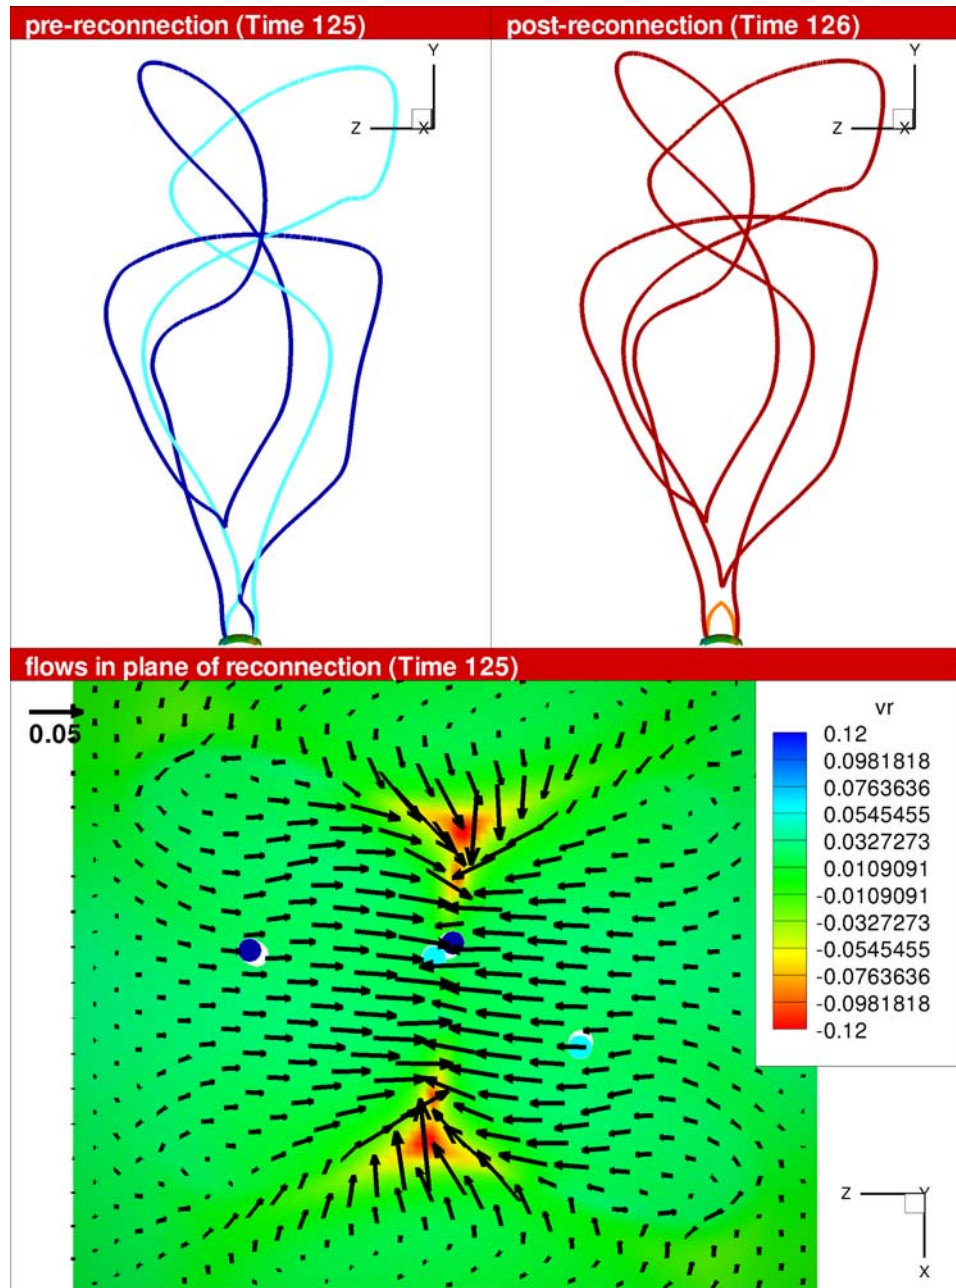 pre-reconnection (Time 125)
post-reconnection (Time 126)
Y
Z
X
Y
Z
X
flows in plane of reconnection (Time 125)
0.05
vr
0.12
0.0981818
0.0763636
0.0545455
0.0327273
0.0109091
-0.0109091
-0.0327273
-0.0545455
-0.0763636
-0.0981818
-0.12
Z
Y
X